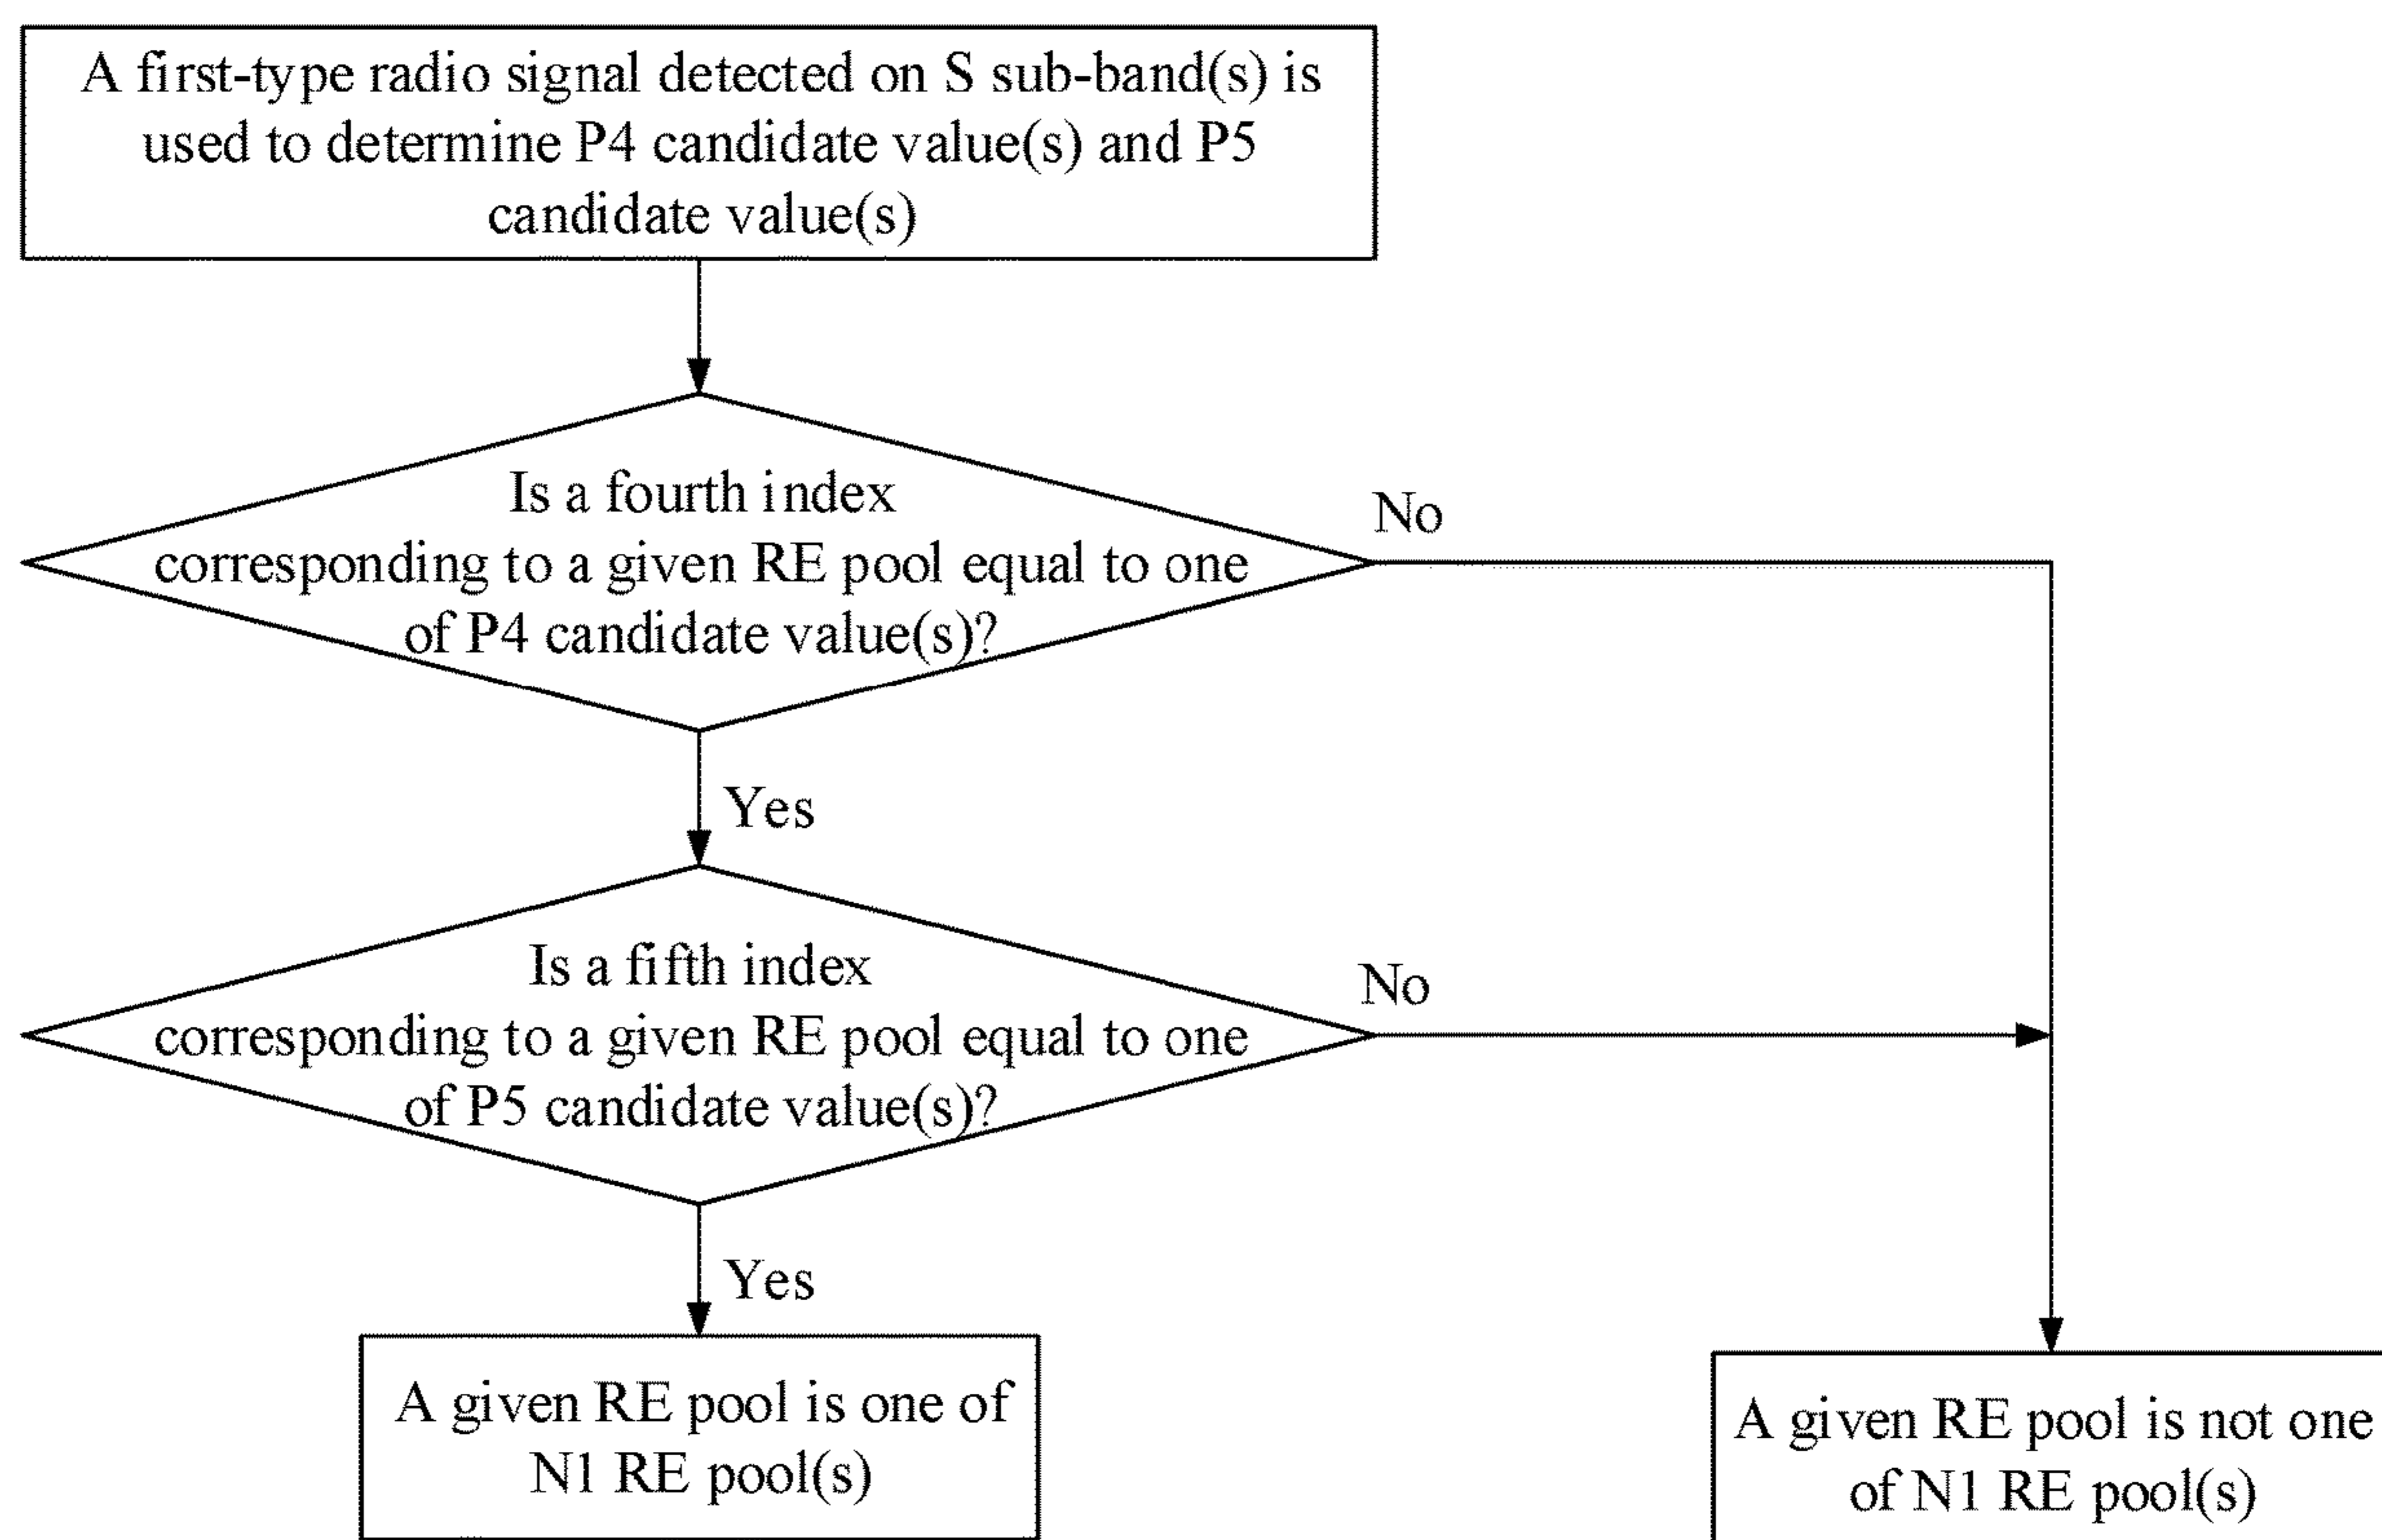 A first-type radio signal detected on S sub-band(s) is
used to determine P4 candidate value(s) and P5
candidate value(s)
Is a fourth index
corresponding to a given RE pool equal to one
of P4 candidate value(s)?
No
Yes
Is a fifth index
corresponding to a given RE pool equal to one
of P5 candidate value(s)?
No
Yes
A given RE pool is one of
N1 RE pool(s)
A given RE pool is not one
of N1 RE pool(s)